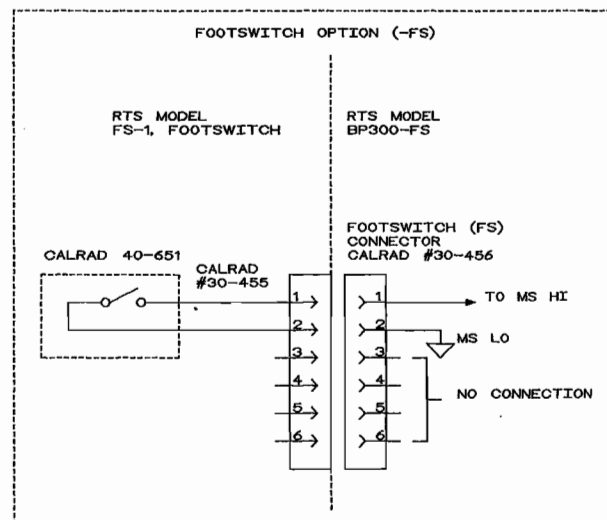 FOOTSWITCH OPTION (-FS)
RTS MODEL
FS-1, FOOTSWITCH
RTS MODEL
BP300-FS
CALRAD 40-651
CALRAD
#30-455
FOOTSWITCH (FS)
CONNECTOR
CALRAD #30-456
1
2
3
4
5
6
1
2
3
4
5
6
TO MS HI
MS LO
NO CONNECTION